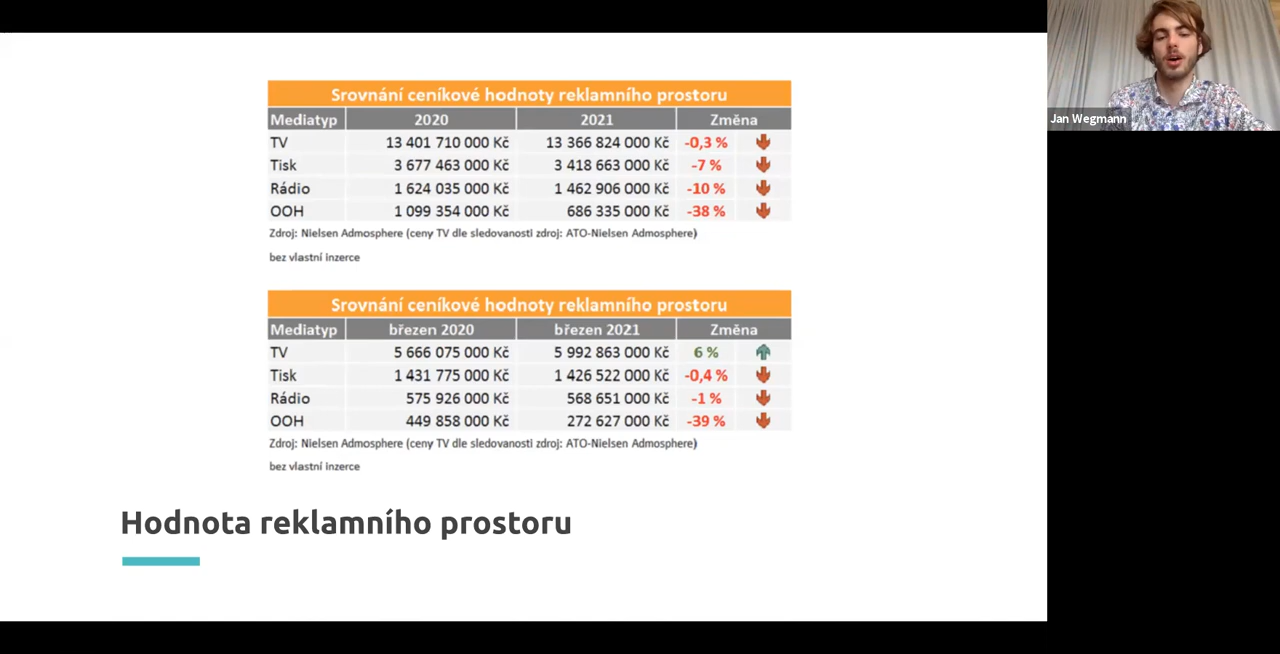 Srovnání ceníkové hodnoty reklamního prostoru
Mediatyp 2020 2021 Změna
TV 13 401 710 000 Kč 13 366 824 000 Kč -0,3 %
Tisk 3 677 463 000 Kč 3 418 663 000 Kč -7 %
Rádio 1 624 035 000 Kč 1 462 906 000 Kč -10 %
OOH 1 099 354 000 Kč 686 335 000 Kč -38 %
Zdroj: Nielsen Admosphere (ceny TV dle sledovanosti zdroj: ATO-Nielsen Admosphere)
bez vlastní inzerce
Srovnání ceníkové hodnoty reklamního prostoru
Mediatyp březen 2020 březen 2021 Změna
TV 5 666 075 000 Kč 5 992 863 000 Kč 6 %
Tisk 1 431 775 000 Kč 1 426 522 000 Kč -0,4 %
Rádio 575 926 000 Kč 568 651 000 Kč -1 %
OOH 449 858 000 Kč 272 627 000 Kč -39 %
Zdroj: Nielsen Admosphere (ceny TV dle sledovanosti zdroj: ATO-Nielsen Admosphere)
bez vlastní inzerce
Hodnota reklamního prostoru
Jan Wegmann